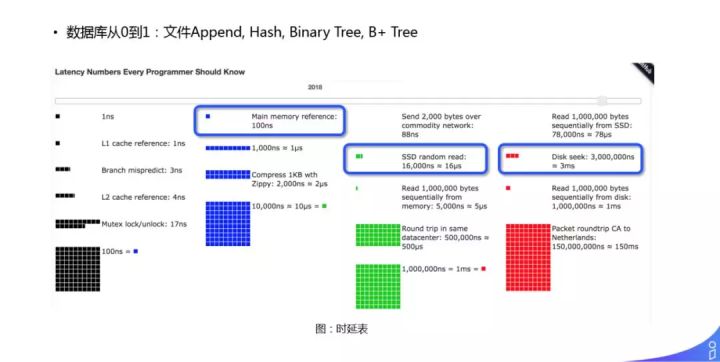 • 数据库从0到1：文件Append, Hash, Binary Tree, B+ Tree
Latency Numbers Every Programmer Should Know
2018
1ns
L1 cache reference: 1ns
Branch mispredict: 3ns
L2 cache reference: 4ns
Mutex lock/unlock: 17ns
100ns =
Main memory reference:
100ns
1,000ns ≈ 1μs
Compress 1KB wth
Zippy: 2,000ns ≈ 2μs
10,000ns ≈ 10μs =
Send 2,000 bytes over
commodity network:
88ns
SSD random read:
16,000ns ≈ 16μs
Read 1,000,000 bytes
sequentially from
memory: 5,000ns ≈ 5μs
Round trip in same
datacenter: 500,000ns ≈
500μs
1,000,000ns = 1ms =
Read 1,000,000 bytes
sequentially from SSD:
78,000ns ≈ 78μs
Disk seek: 3,000,000ns
≈ 3ms
Read 1,000,000 bytes
sequentially from disk:
1,000,000ns ≈ 1ms
Packet roundtrip CA to
Netherlands:
150,000,000ns ≈ 150ms
图：时延表